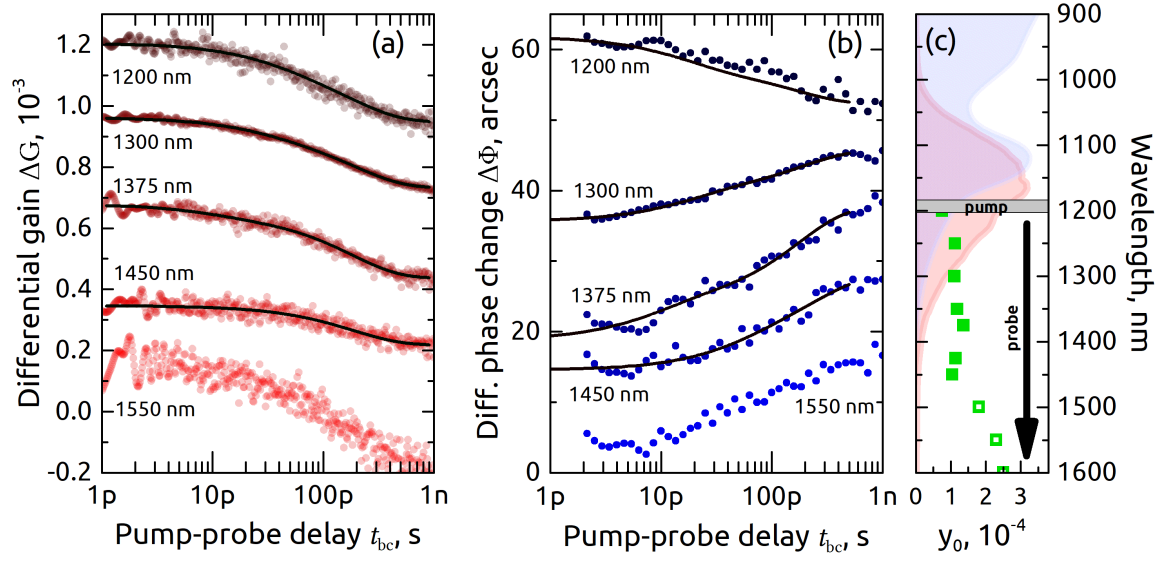 (a)
1.2
1.0
0.8
0.6
0.4
0.2
0.0
-0.2
Differential gain ΔG, 10⁻³
1200 nm
1300 nm
1375 nm
1450 nm
1550 nm
1p
10p
100p
1n
Pump-probe delay t_bc, s
(b)
60
40
20
0
Diff. phase change ΔΦ, arcsec
1200 nm
1300 nm
1375 nm
1450 nm
1550 nm
1p
10p
100p
1n
Pump-probe delay t_bc, s
(c)
pump
probe
900
1000
1100
1200
1300
1400
1500
1600
Wavelength, nm
0
1
2
3
y₀, 10⁻⁴